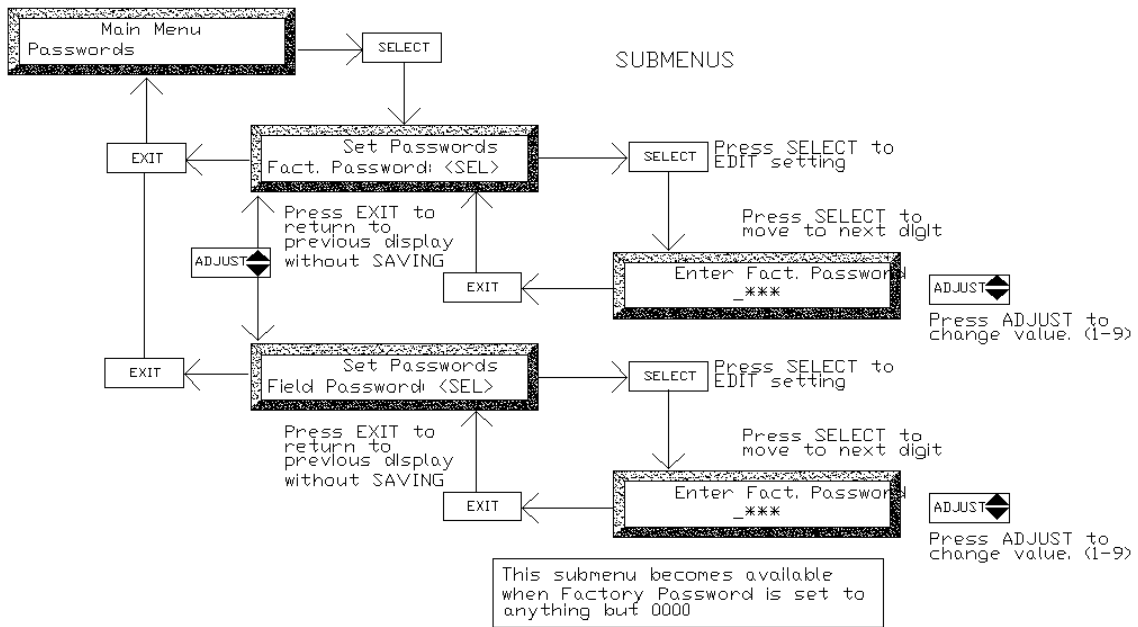 Main Menu
Passwords
SELECT
SUBMENUS
EXIT
Set Passwords
Fact. Password: <SEL>
SELECT
Press SELECT to
EDIT setting
Press EXIT to
return to
previous display
without SAVING
ADJUST
Press SELECT to
move to next digit
EXIT
Enter Fact. Password
_***
ADJUST
Press ADJUST to
change value. (1-9)
EXIT
Set Passwords
Field Password: <SEL>
SELECT
Press SELECT to
EDIT setting
Press EXIT to
return to
previous display
without SAVING
Press SELECT to
move to next digit
EXIT
Enter Fact. Password
_***
ADJUST
Press ADJUST to
change value. (1-9)
This submenu becomes available
when Factory Password is set to
anything but 0000